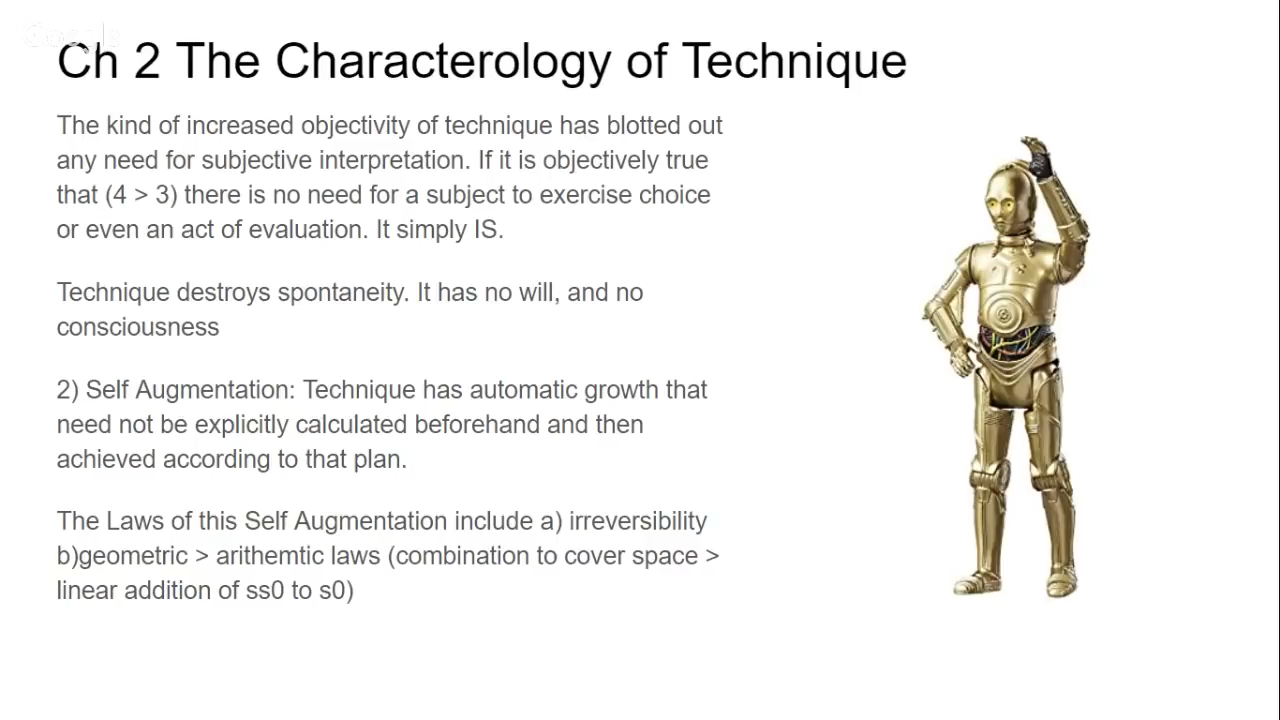 Google
Ch 2 The Characterology of Technique
The kind of increased objectivity of technique has blotted out
any need for subjective interpretation. If it is objectively true
that (4 > 3) there is no need for a subject to exercise choice
or even an act of evaluation. It simply IS.
Technique destroys spontaneity. It has no will, and no
consciousness
2) Self Augmentation: Technique has automatic growth that
need not be explicitly calculated beforehand and then
achieved according to that plan.
The Laws of this Self Augmentation include a) irreversibility
b)geometric > arithemtic laws (combination to cover space >
linear addition of ss0 to s0)